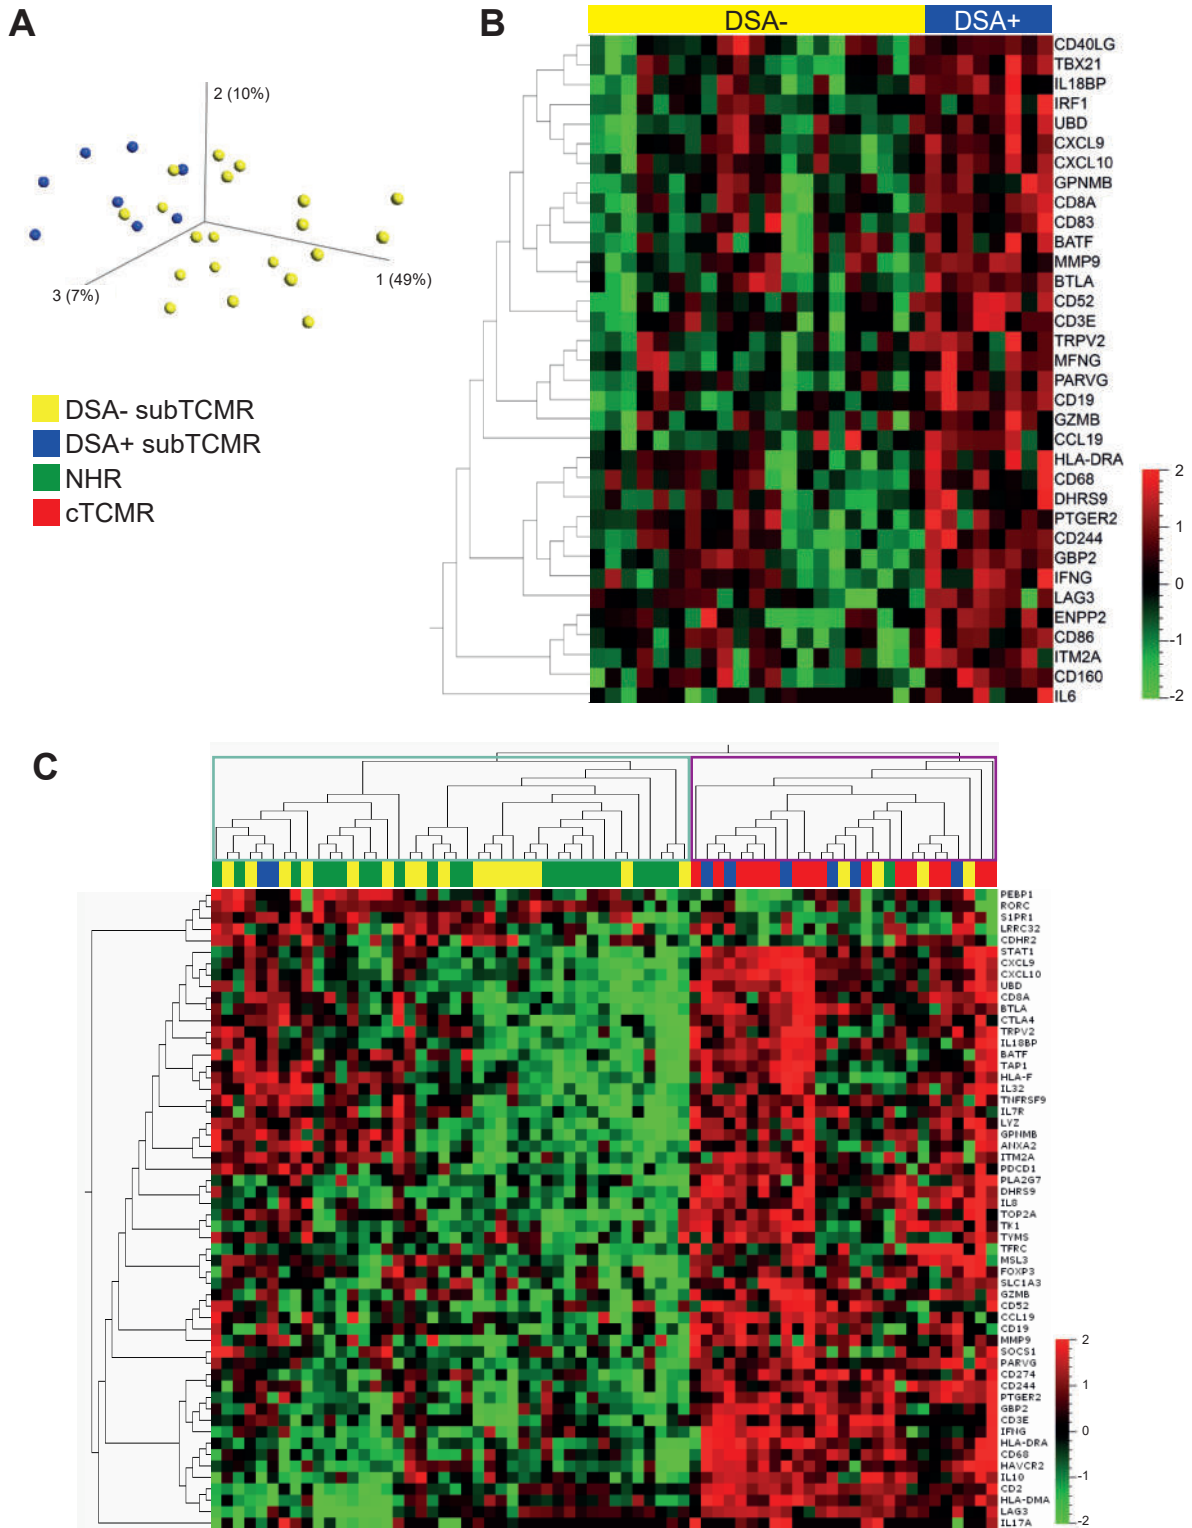 A
2 (10%)
1 (49%)
3 (7%)
DSA- subTCMR
DSA+ subTCMR
NHR
cTCMR
B
DSA-
DSA+
CD40LG
TBX21
IL18BP
IRF1
UBD
CXCL9
CXCL10
GPNMB
CD8A
CD83
BATF
MMP9
BTLA
CD52
CD3E
TRPV2
MFNG
PARVG
CD19
GZMB
CCL19
HLA-DRA
CD68
DHRS9
PTGER2
CD244
GBP2
IFNG
LAG3
ENPP2
CD86
ITM2A
CD160
IL6
2
1
0
-1
-2
C
PEBP1
RORC
S1PR1
LRRC32
CDHR2
STAT1
CXCL9
CXCL10
UBD
CD8A
BTLA
CTLA4
TRPV2
IL18BP
BATF
TAP1
HLA-F
IL32
TNFRSF9
IL7R
LYZ
GPNMB
ANXA2
ITM2A
PDCD1
PLA2G7
DHRS9
IL8
TOP2A
TK1
TYMS
TFRC
MSL3
FOXP3
SLC1A3
GZMB
CD52
CCL19
CD19
MMP9
SOCS1
PARVG
CD274
CD244
PTGER2
GBP2
CD3E
IFNG
HLA-DRA
CD68
HAVCR2
IL10
CD2
HLA-DMA
LAG3
IL17A
2
1
0
-1
-2